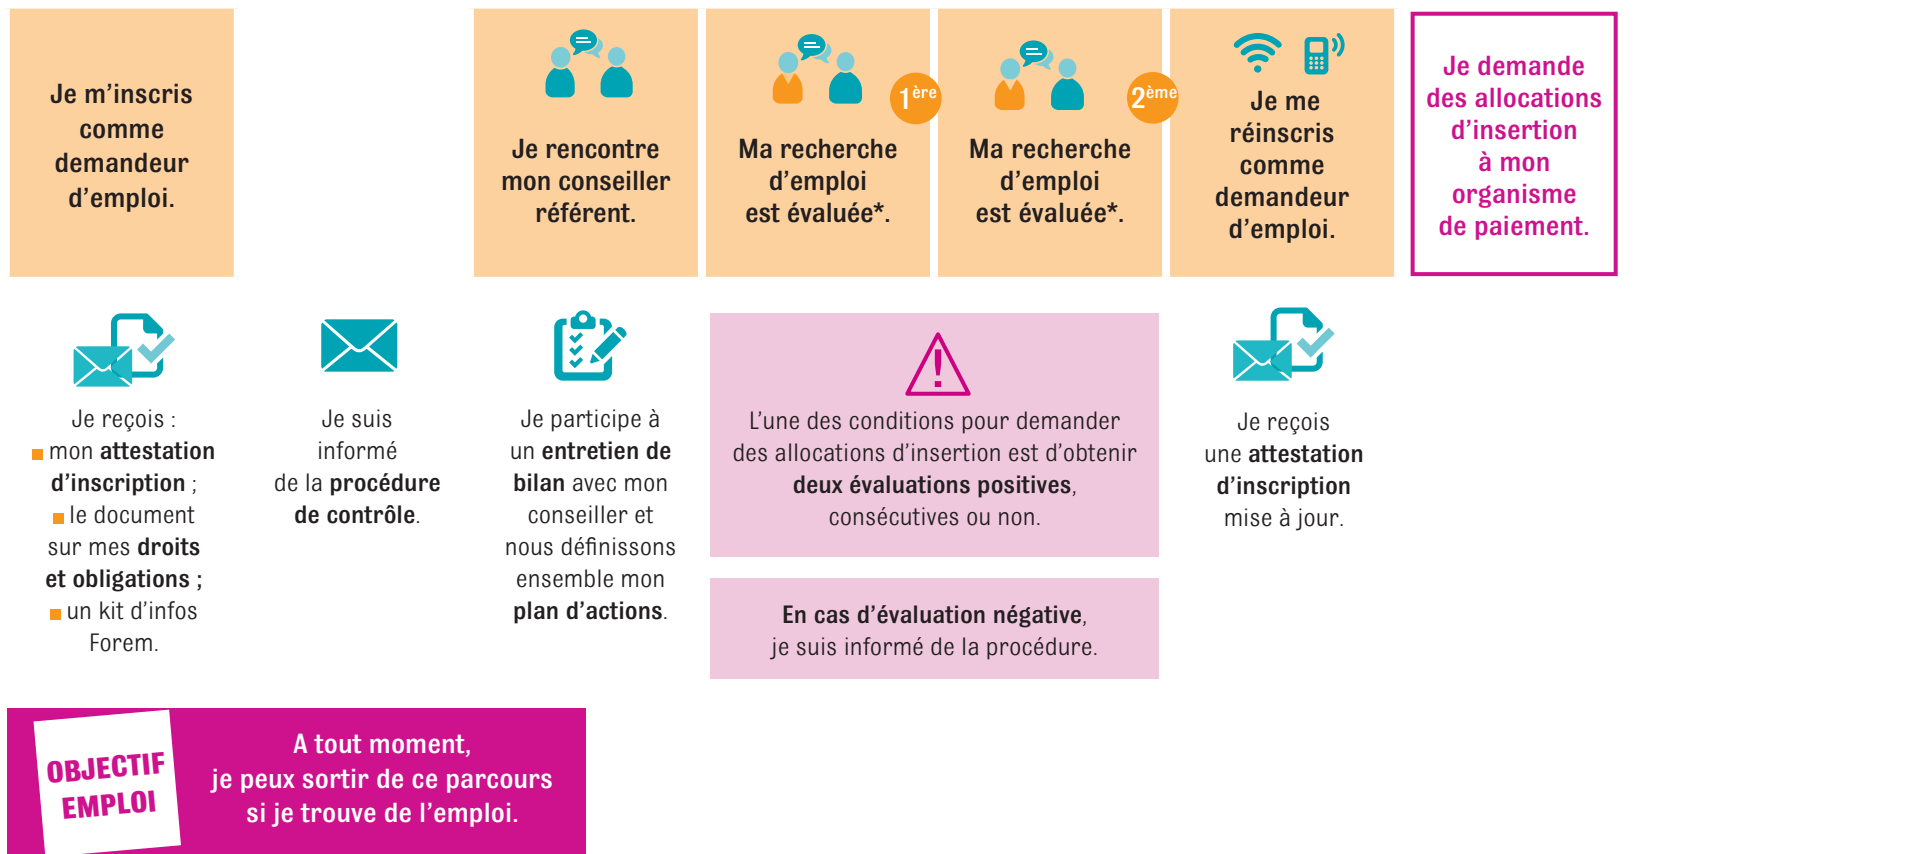 Je m’inscris
comme
demandeur
d’emploi.
Je rencontre
mon conseiller
référent.
Ma recherche
d’emploi
est évaluée*.
1ère
Ma recherche
d’emploi
est évaluée*.
2ème
Je me
réinscris
comme
demandeur
d’emploi.
Je demande
des allocations
d’insertion
à mon
organisme
de paiement.
Je reçois :
mon attestation
d’inscription ;
le document
sur mes droits
et obligations ;
un kit d’infos
Forem.
Je suis
informé
de la procédure
de contrôle.
Je participe à
un entretien de
bilan avec mon
conseiller et
nous définissons
ensemble mon
plan d’actions.
L’une des conditions pour demander
des allocations d’insertion est d’obtenir
deux évaluations positives,
consécutives ou non.
En cas d’évaluation négative,
je suis informé de la procédure.
Je reçois
une attestation
d’inscription
mise à jour.
OBJECTIF
EMPLOI
A tout moment,
je peux sortir de ce parcours
si je trouve de l’emploi.